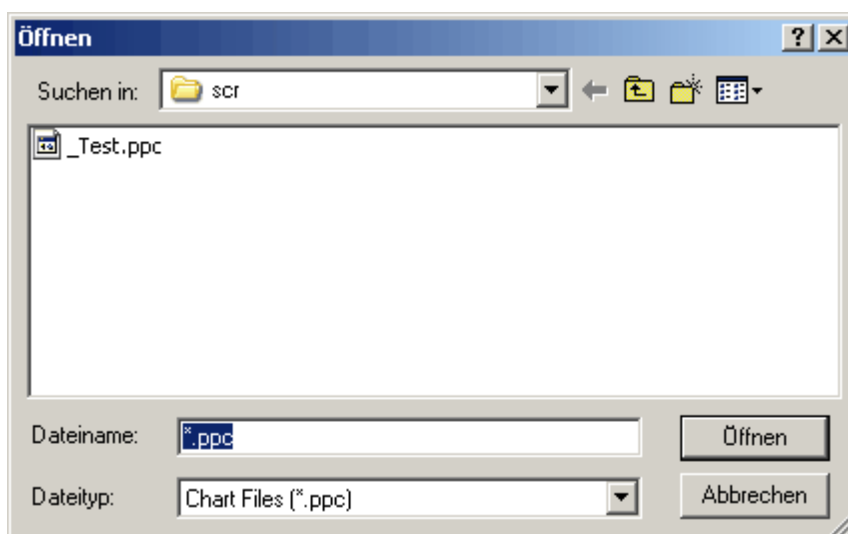 Öffnen
Suchen in: scr
_Test.ppc
Dateiname: *.ppc Öffnen
Dateityp: Chart Files (*.ppc) Abbrechen